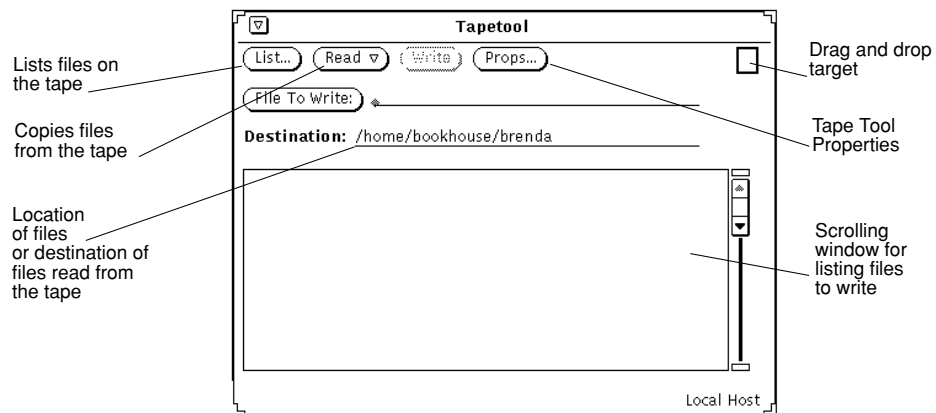 Tapetool
List...
Read
Write
Props...
File To Write:
Destination: /home/bookhouse/brenda
Local Host
Lists files on
the tape
Copies files
from the tape
Location
of files
or destination of
files read from
the tape
Drag and drop
target
Tape Tool
Properties
Scrolling
window for
listing files
to write